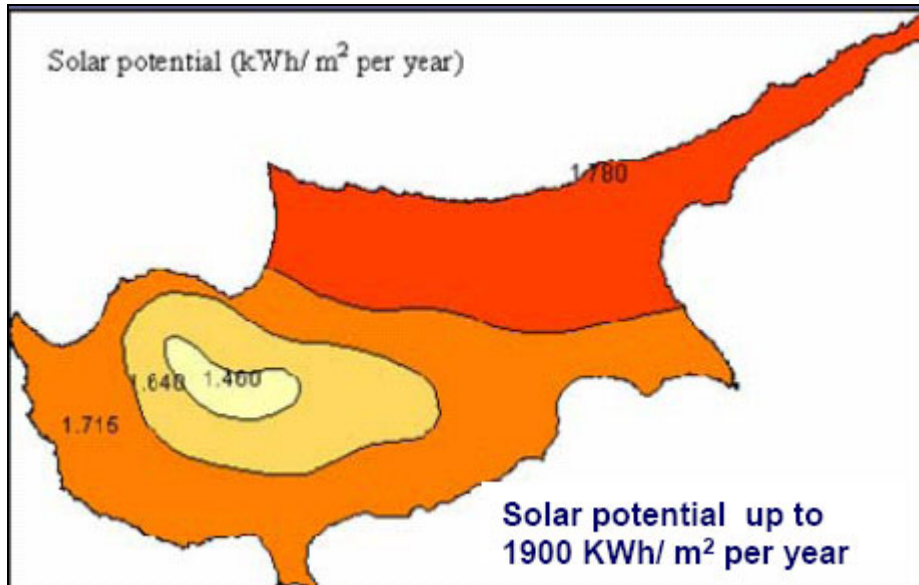 Solar potential (kWh/ m² per year)
1.780
1.640
1.460
1.715
Solar potential up to
1900 KWh/ m² per year